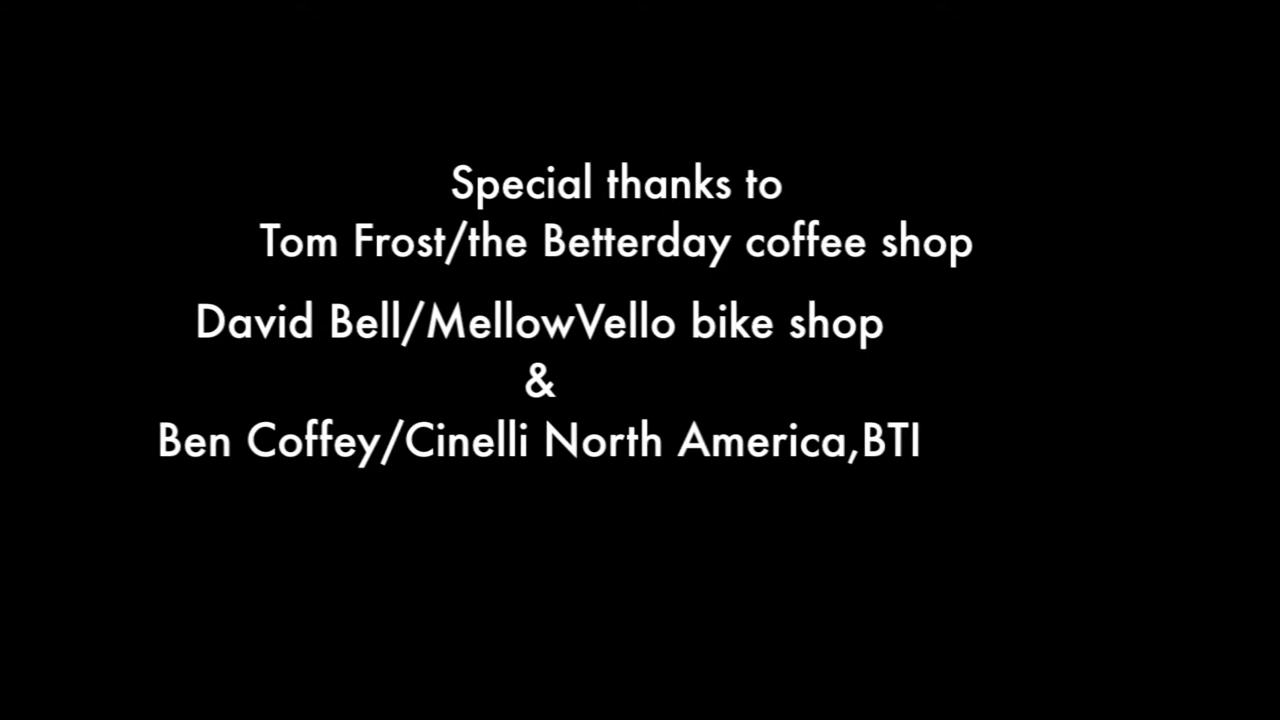 Special thanks to
Tom Frost/the Betterday coffee shop
David Bell/MellowVello bike shop
&
Ben Coffey/Cinelli North America,BTI